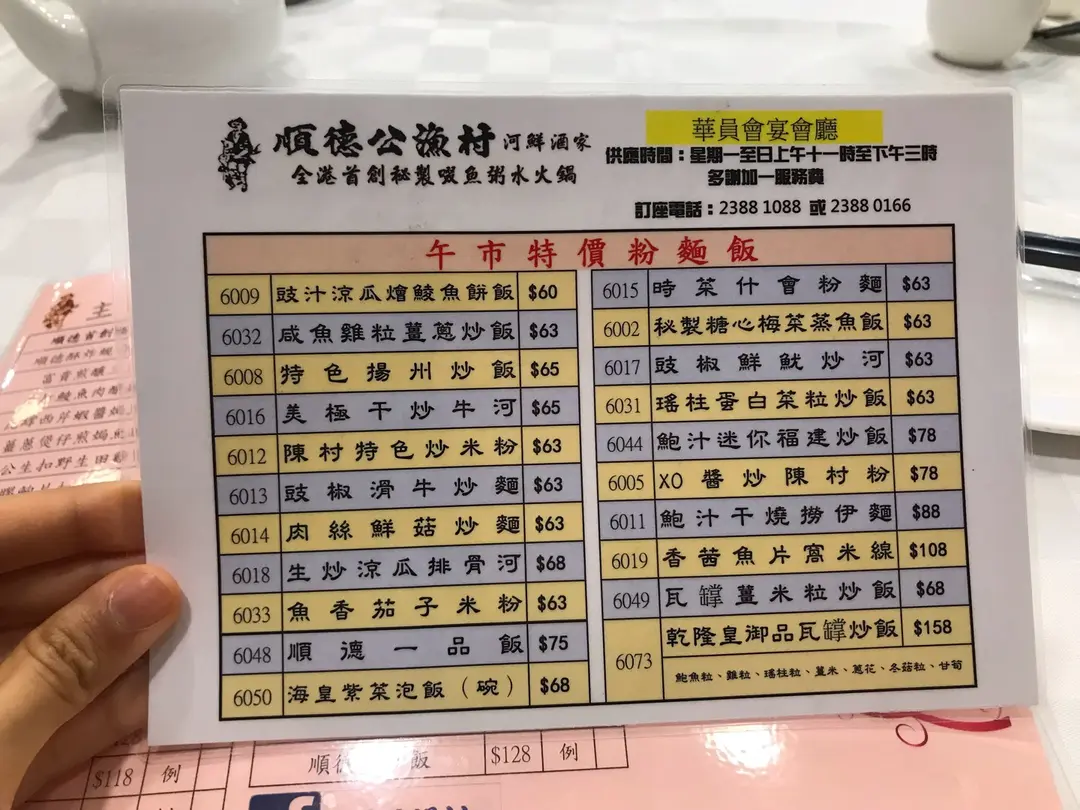 順德公漁村 河鮮酒家
全港首創秘製啜魚粥水火鍋
華員會宴會廳
供應時間：星期一至日上午十一時至下午三時
多謝加一服務費
訂座電話：2388 1088 或 2388 0166
午市特價粉麵飯
6009 豉汁涼瓜燴鯪魚餅飯 $60
6032 咸魚雞粒薑蔥炒飯 $63
6008 特色揚州炒飯 $65
6016 美極干炒牛河 $65
6012 陳村特色炒米粉 $63
6013 豉椒滑牛炒麵 $63
6014 肉絲鮮菇炒麵 $63
6018 生炒涼瓜排骨河 $68
6033 魚香茄子米粉 $63
6048 順德一品飯 $75
6050 海皇紫菜泡飯（碗） $68
6015 時菜什會粉麵 $63
6002 秘製糖心梅菜蒸魚飯 $63
6017 豉椒鮮魷炒河 $63
6031 瑤柱蛋白菜粒炒飯 $63
6044 鮑汁迷你福建炒飯 $78
6005 XO醬炒陳村粉 $78
6011 鮑汁干燒撈伊麵 $88
6019 香茜魚片窩米線 $108
6049 瓦罉薑米粒炒飯 $68
6073 乾隆皇御品瓦罉炒飯 $158
鮑魚粒、雞粒、瑤柱粒、薑米、蔥花、冬菇粒、甘筍
主
順德首創
$118 例
$128 例